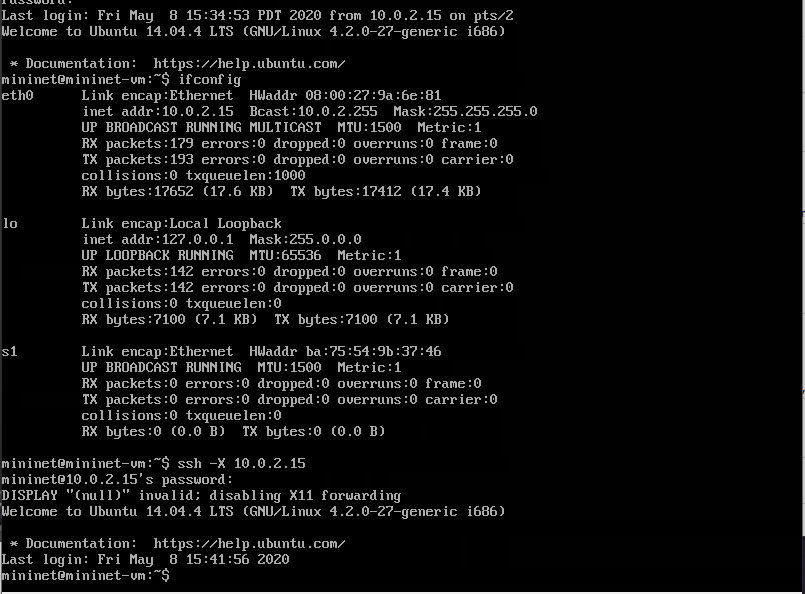 Password:
Last login: Fri May  8 15:34:53 PDT 2020 from 10.0.2.15 on pts/2
Welcome to Ubuntu 14.04.4 LTS (GNU/Linux 4.2.0-27-generic i686)
 * Documentation:  https://help.ubuntu.com/
mininet@mininet-vm:~$ ifconfig
eth0      Link encap:Ethernet  HWaddr 08:00:27:9a:6e:81
          inet addr:10.0.2.15  Bcast:10.0.2.255  Mask:255.255.255.0
          UP BROADCAST RUNNING MULTICAST  MTU:1500  Metric:1
          RX packets:179 errors:0 dropped:0 overruns:0 frame:0
          TX packets:193 errors:0 dropped:0 overruns:0 carrier:0
          collisions:0 txqueuelen:1000
          RX bytes:17652 (17.6 KB)  TX bytes:17412 (17.4 KB)
lo        Link encap:Local Loopback
          inet addr:127.0.0.1  Mask:255.0.0.0
          UP LOOPBACK RUNNING  MTU:65536  Metric:1
          RX packets:142 errors:0 dropped:0 overruns:0 frame:0
          TX packets:142 errors:0 dropped:0 overruns:0 carrier:0
          collisions:0 txqueuelen:0
          RX bytes:7100 (7.1 KB)  TX bytes:7100 (7.1 KB)
s1        Link encap:Ethernet  HWaddr ba:75:54:9b:37:46
          UP BROADCAST RUNNING  MTU:1500  Metric:1
          RX packets:0 errors:0 dropped:0 overruns:0 frame:0
          TX packets:0 errors:0 dropped:0 overruns:0 carrier:0
          collisions:0 txqueuelen:0
          RX bytes:0 (0.0 B)  TX bytes:0 (0.0 B)
mininet@mininet-vm:~$ ssh -X 10.0.2.15
mininet@10.0.2.15's password:
DISPLAY "(null)" invalid; disabling X11 forwarding
Welcome to Ubuntu 14.04.4 LTS (GNU/Linux 4.2.0-27-generic i686)
 * Documentation:  https://help.ubuntu.com/
Last login: Fri May  8 15:41:56 2020
mininet@mininet-vm:~$